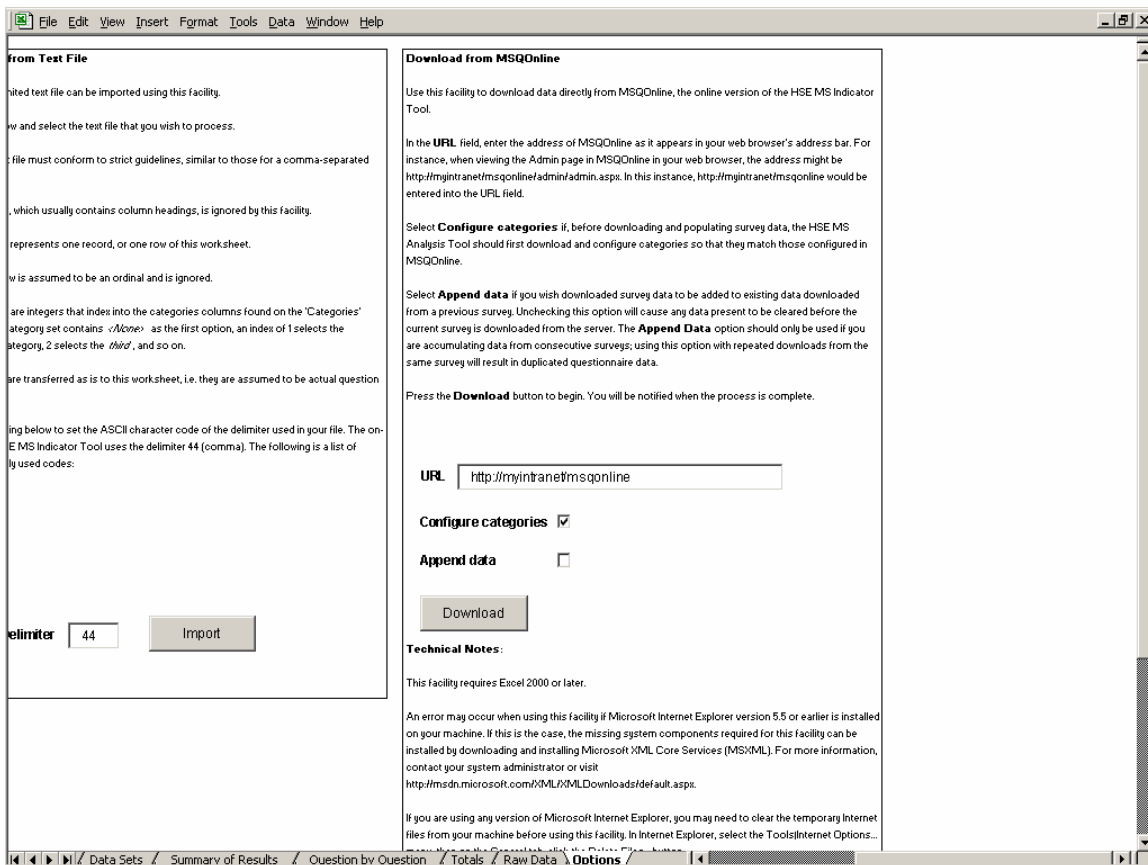 File Edit View Insert Format Tools Data Window Help
from Text File
nited text file can be imported using this facility.
w and select the text file that you wish to process.
file must conform to strict guidelines, similar to those for a comma-separated
, which usually contains column headings, is ignored by this facility.
represents one record, or one row of this worksheet.
w is assumed to be an ordinal and is ignored.
are integers that index into the categories columns found on the 'Categories'
ategory set contains <None> as the first option, an index of 1 selects the
ategory, 2 selects the third, and so on.
are transferred as is to this worksheet, i.e. they are assumed to be actual question
ing below to set the ASCII character code of the delimiter used in your file. The on-
E MS Indicator Tool uses the delimiter 44 (comma). The following is a list of
ly used codes:
elimiter 44 Import
Download from MSQOnline
Use this facility to download data directly from MSQOnline, the online version of the HSE MS Indicator
Tool.
In the URL field, enter the address of MSQOnline as it appears in your web browser's address bar. For
instance, when viewing the Admin page in MSQOnline in your web browser, the address might be
http://myintranet/msqonline/admin/admin.aspx. In this instance, http://myintranet/msqonline would be
entered into the URL field.
Select Configure categories if, before downloading and populating survey data, the HSE MS
Analysis Tool should first download and configure categories so that they match those configured in
MSQOnline.
Select Append data if you wish downloaded survey data to be added to existing data downloaded
from a previous survey. Unchecking this option will cause any data present to be cleared before the
current survey is downloaded from the server. The Append Data option should only be used if you
are accumulating data from consecutive surveys; using this option with repeated downloads from the
same survey will result in duplicated questionnaire data.
Press the Download button to begin. You will be notified when the process is complete.
URL http://myintranet/msqonline
Configure categories
Append data
Download
Technical Notes:
This facility requires Excel 2000 or later.
An error may occur when using this facility if Microsoft Internet Explorer version 5.5 or earlier is installed
on your machine. If this is the case, the missing system components required for this facility can be
installed by downloading and installing Microsoft XML Core Services (MSXML). For more information,
contact your system administrator or visit
http://msdn.microsoft.com/XML/XMLDownloads/default.aspx.
If you are using any version of Microsoft Internet Explorer, you may need to clear the temporary Internet
files from your machine before using this facility. In Internet Explorer, select the Tools|Internet Options...
menu, then on the General tab, click the Delete Files... button.
Data Sets Summary of Results Question by Question Totals Raw Data Options